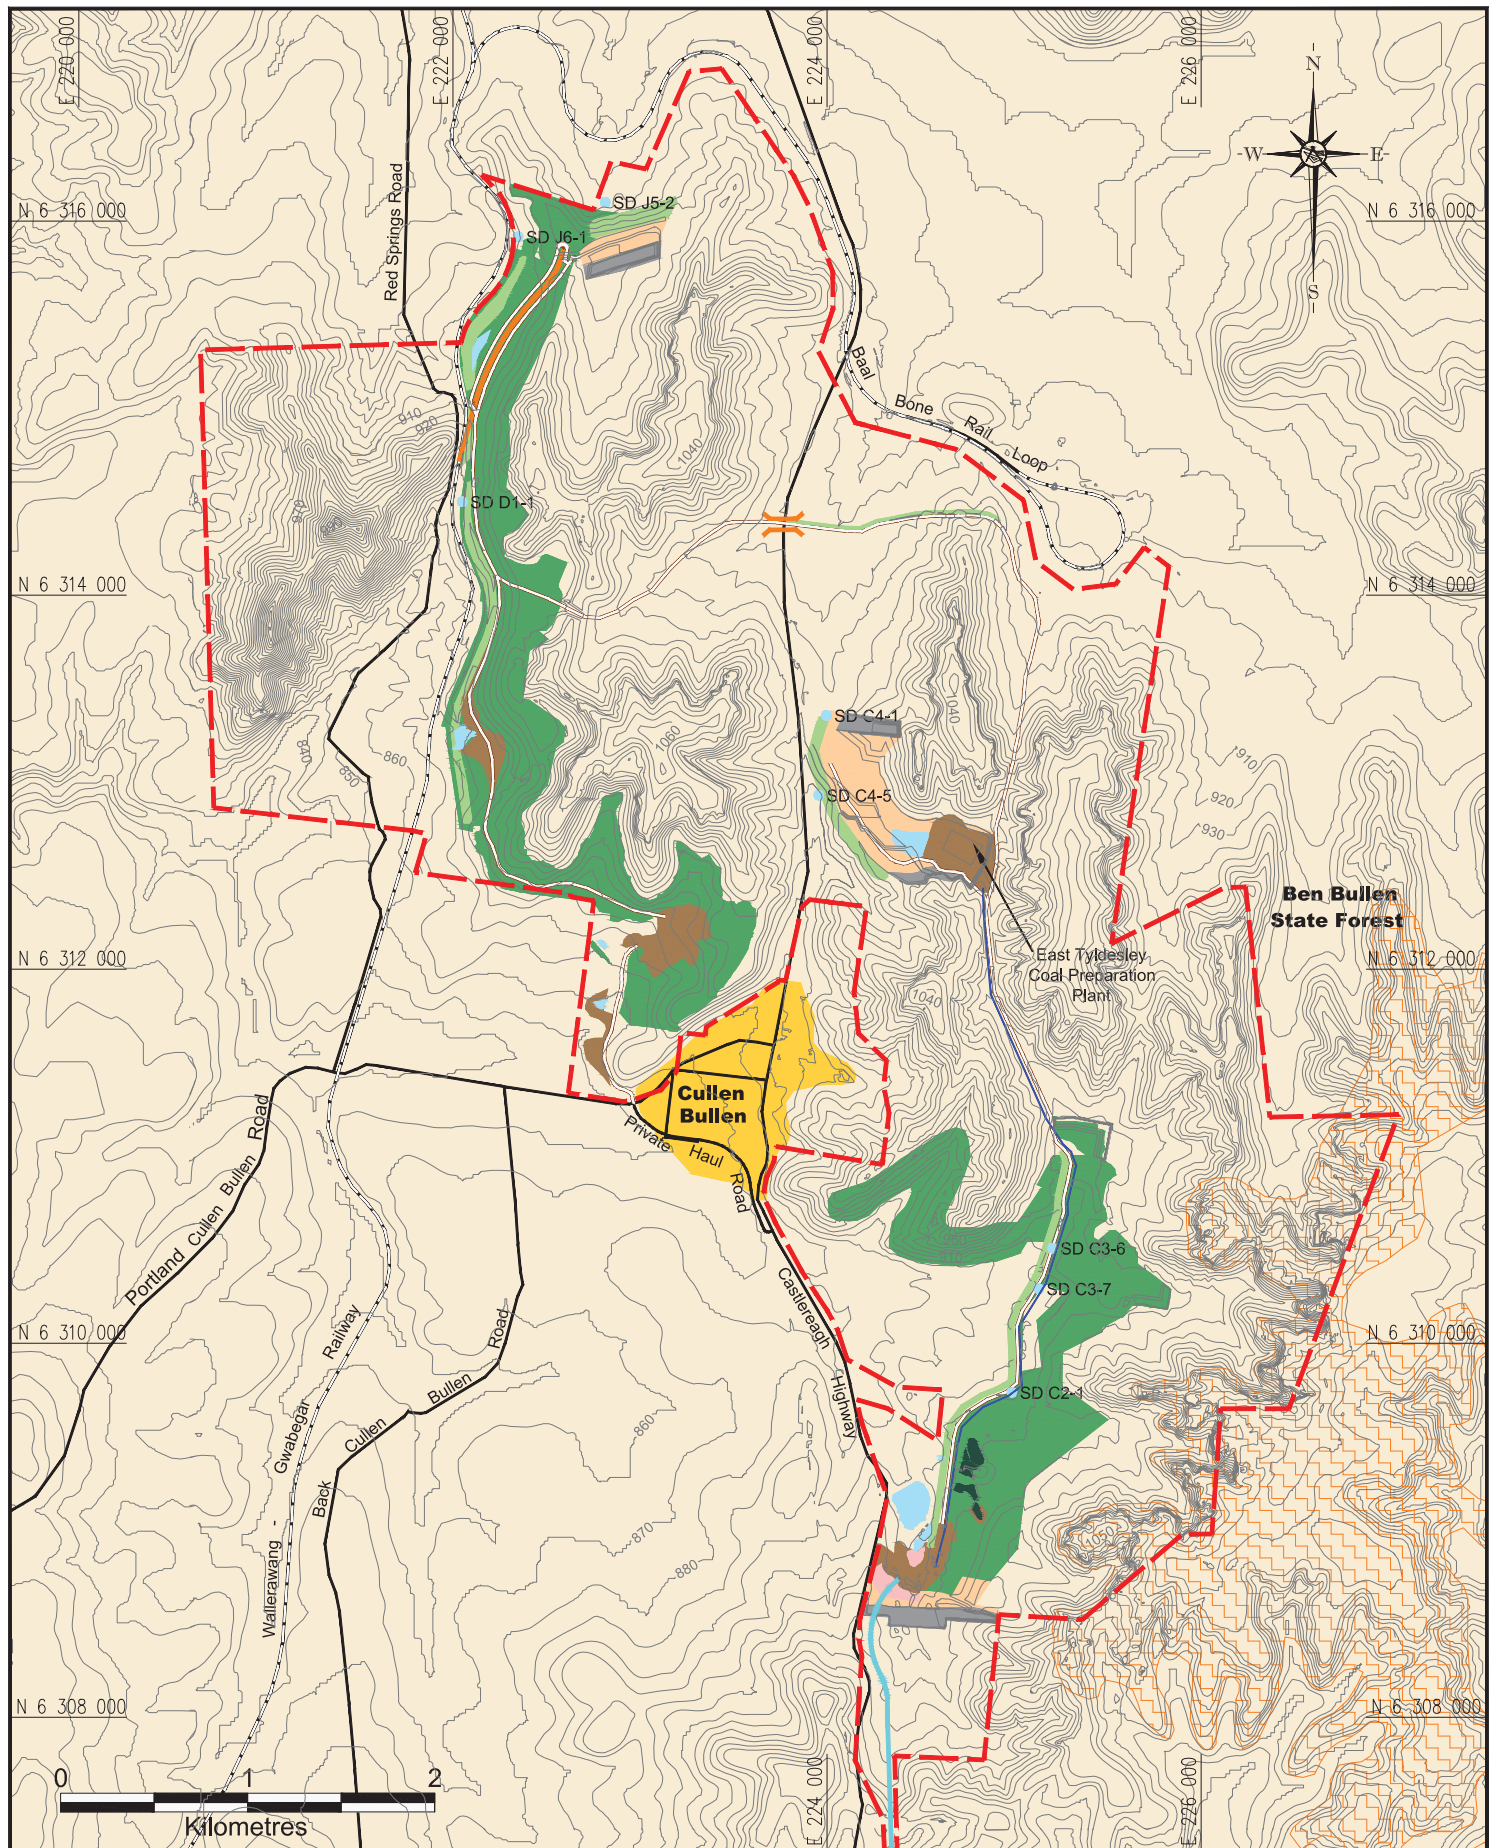 E 220 000
E 222 000
E 224 000
E 226 000
N
W
E
S
Red Springs Road
N 6 316 000
N 6 316 000
SD J5-2
SD J6-1
Baal
Bone
Rail
Loop
910
920
1040
970
990
SD D1-1
N 6 314 000
N 6 314 000
SD C4-1
1040
1060
840
850
860
910
920
930
SD C4-5
Ben Bullen
State Forest
N 6 312 000
N 6 312 000
East Tyldesley
Coal Preparation
Plant
1040
Cullen
Bullen
Private
Haul
Road
Portland Cullen Bullen Road
SD C3-6
SD C3-7
Castlereagh
Highway
N 6 310 000
N 6 310 000
SD C2-1
Wallerawang - Gwabegar Railway
Back Cullen Bullen Road
860
870
880
1050
N 6 308 000
N 6 308 000
0 1 2
Kilometres
E 224 000
E 226 000